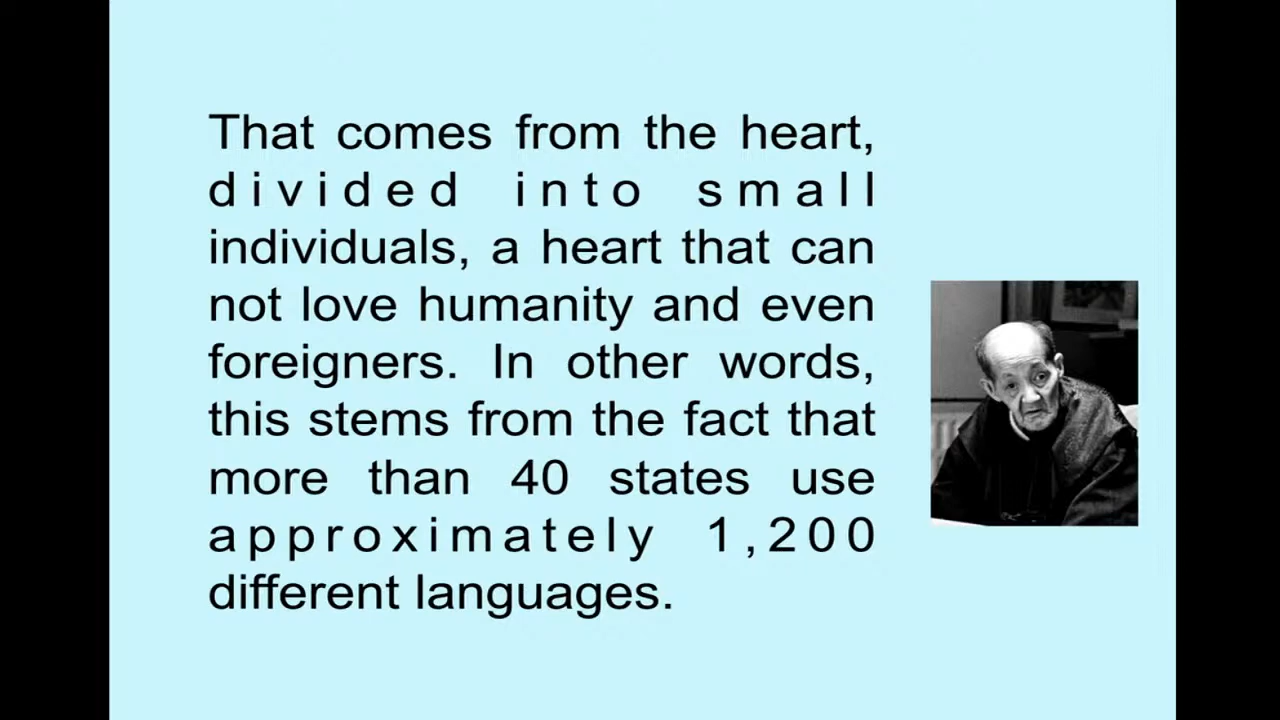 That comes from the heart,
divided into small
individuals, a heart that can
not love humanity and even
foreigners. In other words,
this stems from the fact that
more than 40 states use
approximately 1,200
different languages.